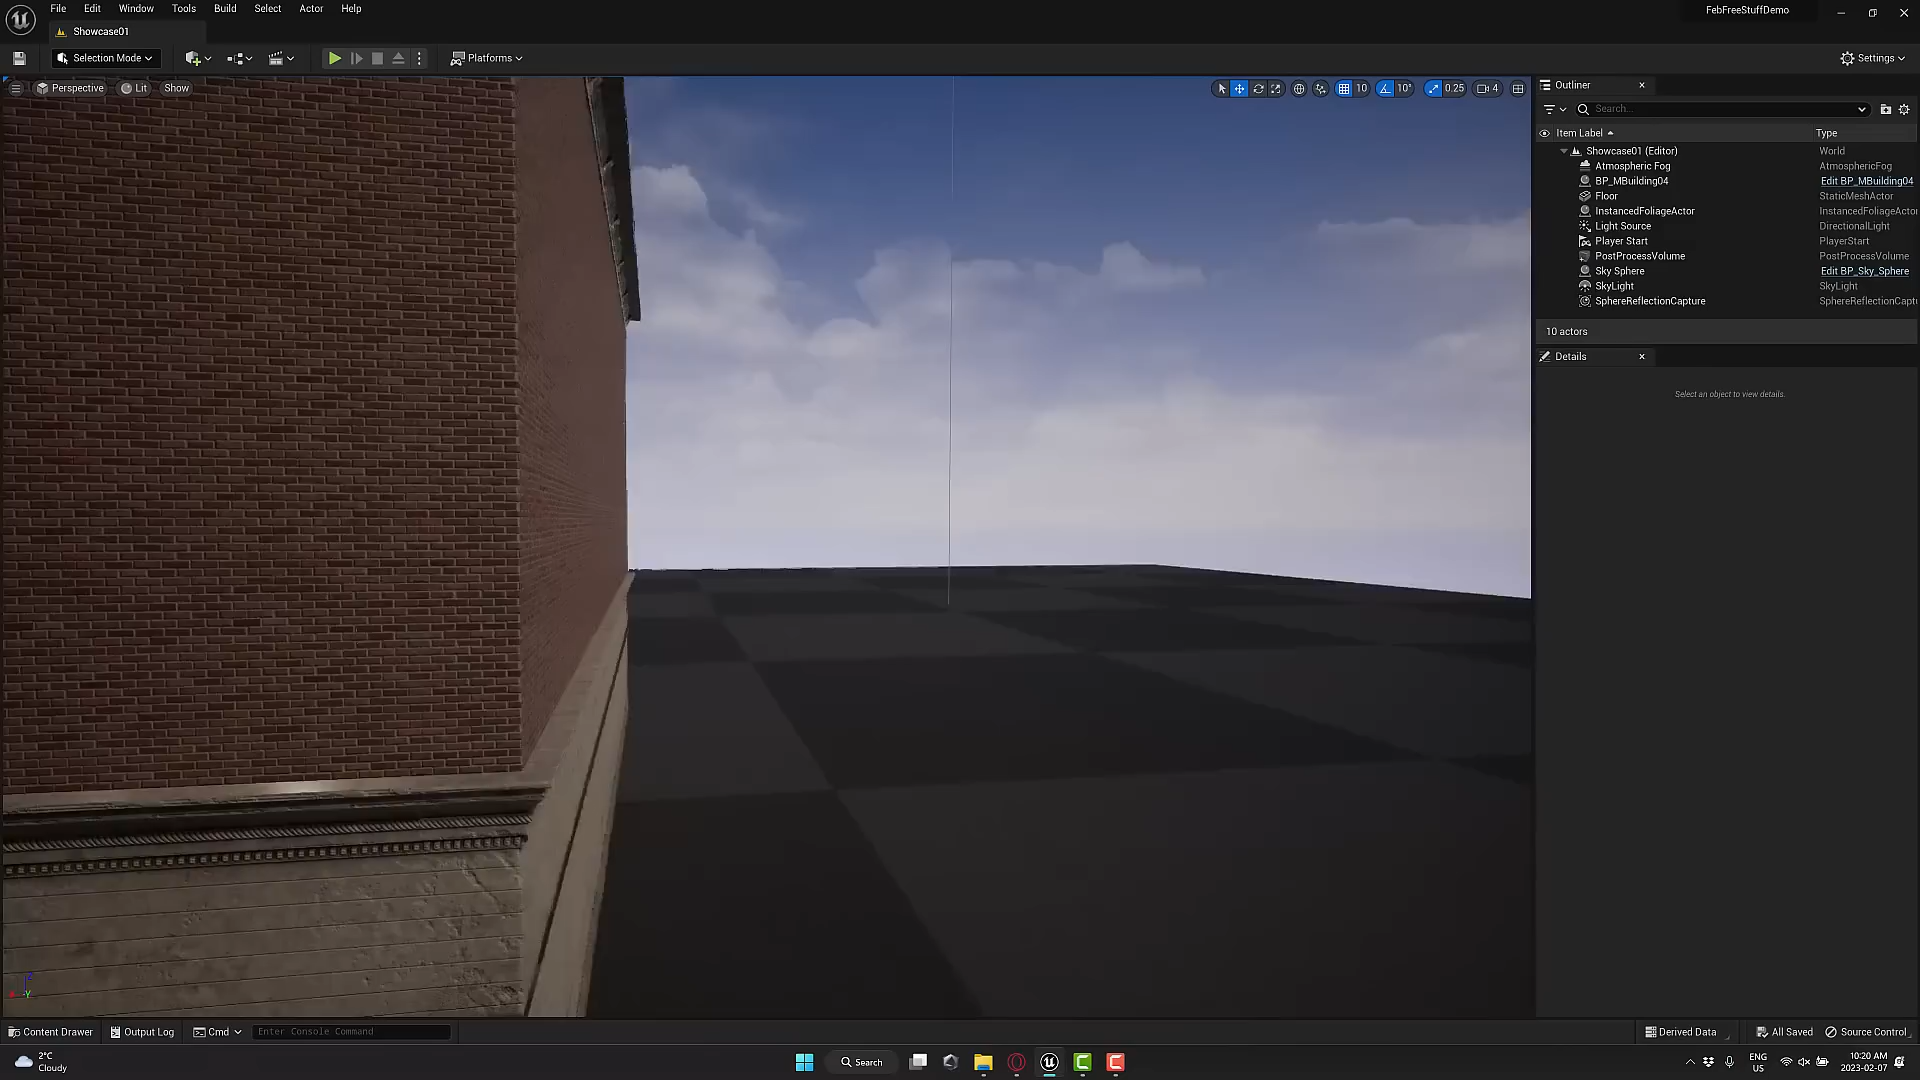 File Edit Window Tools Build Select Actor Help
FebFreeStuffDemo
Showcase01
Selection Mode
Platforms
Settings
Perspective Lit Show
10 10° 0.25 4
Outliner
Search...
Item Label Type
Showcase01 (Editor) World
Atmospheric Fog AtmosphericFog
BP_MBuilding04 Edit BP_MBuilding04
Floor StaticMeshActor
InstancedFoliageActor InstancedFoliageActo
Light Source DirectionalLight
Player Start PlayerStart
PostProcessVolume PostProcessVolume
Sky Sphere Edit BP_Sky_Sphere
SkyLight SkyLight
SphereReflectionCapture SphereReflectionCapt
10 actors
Details
Select an object to view details.
Z
-Y
Content Drawer Output Log Cmd Enter Console Command
Derived Data All Saved Source Control
2°C
Cloudy
Search
ENG
US
10:20 AM
2023-02-07